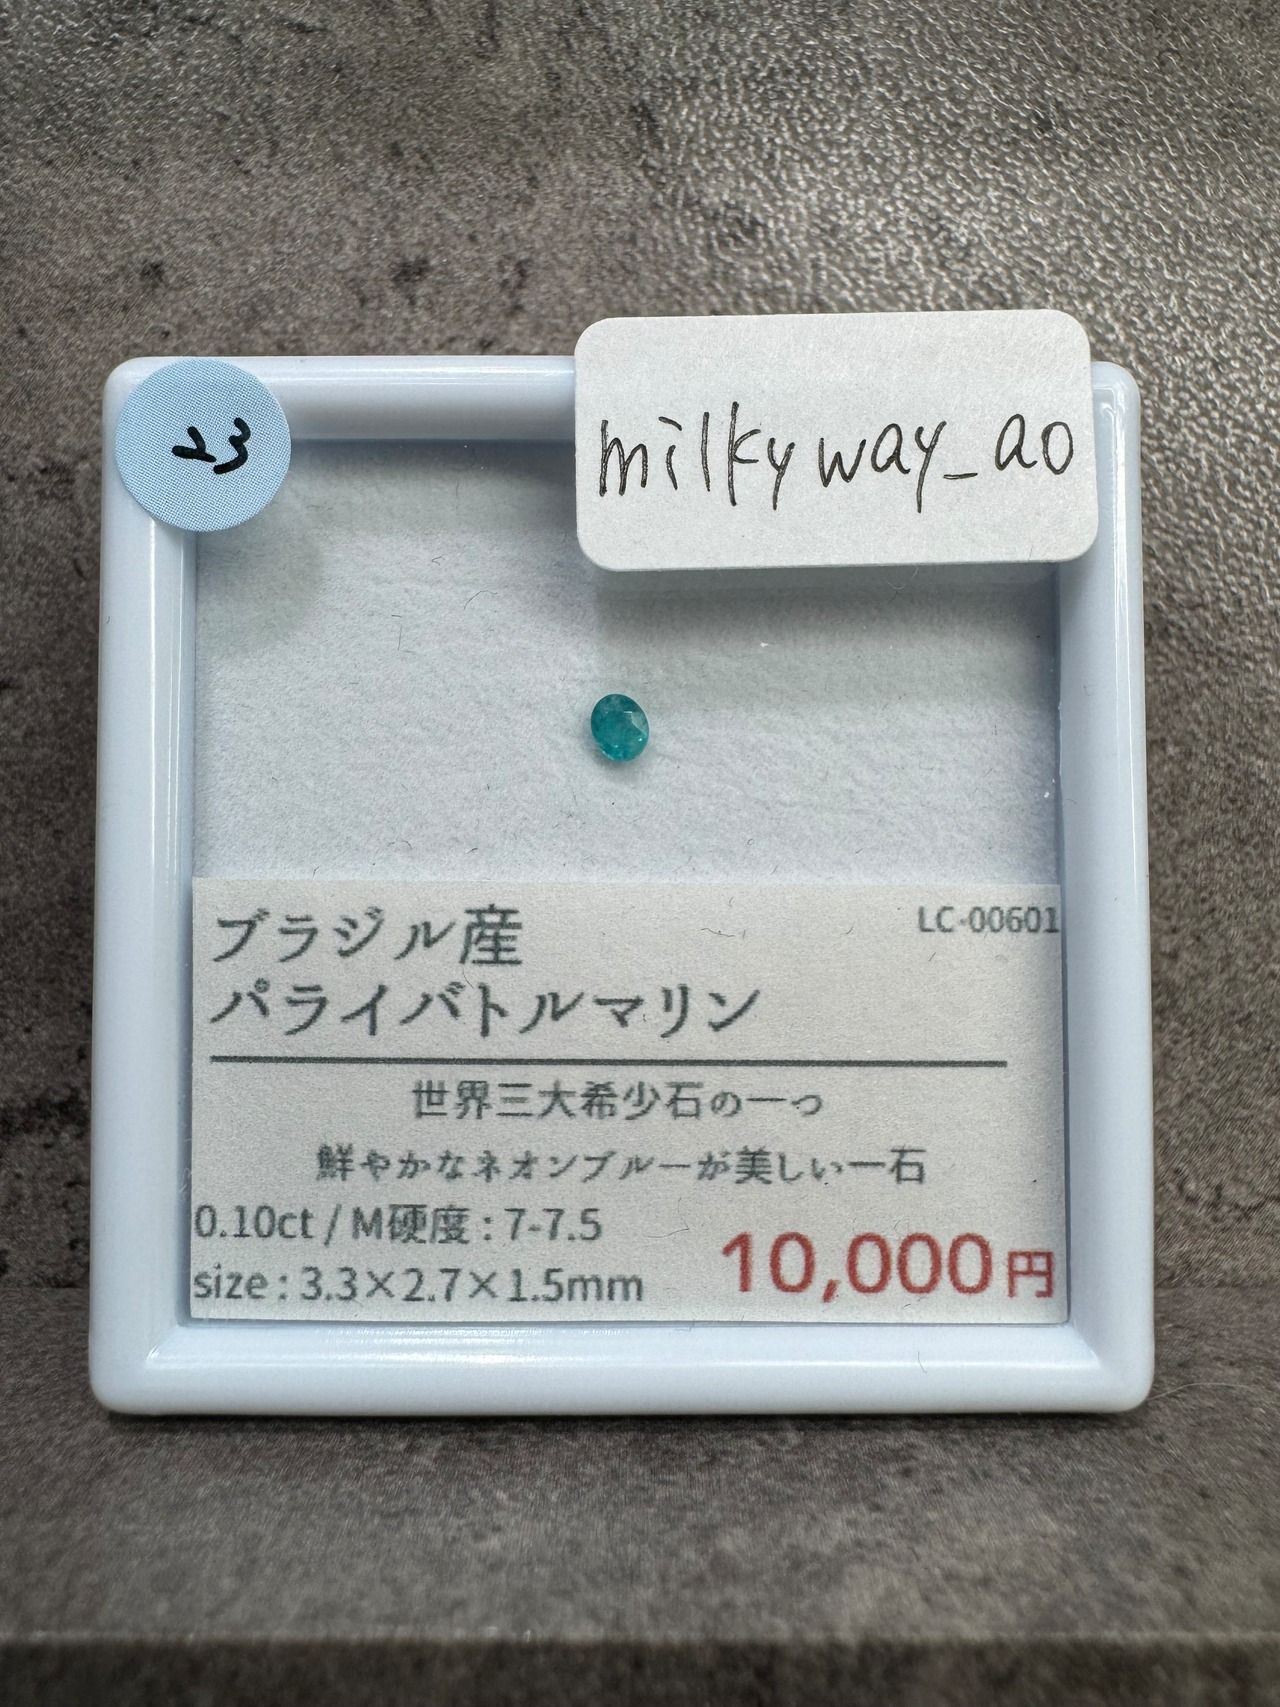 milkyway_ao
ブラジル産
LC-00601
パライバトルマリン
世界三大希少石の一つ
鮮やかなネオンブルーが美しい一石
0.10ct / M硬度 : 7-7.5
size : 3.3×2.7×1.5mm
10,000円